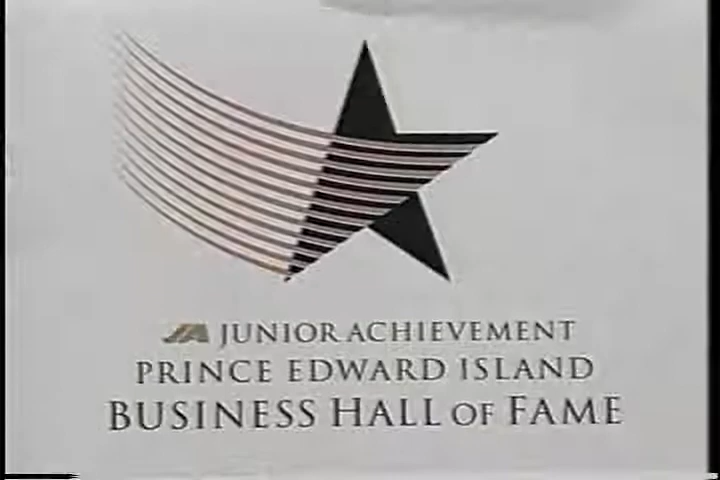 JA JUNIOR ACHIEVEMENT
PRINCE EDWARD ISLAND
BUSINESS HALL OF FAME